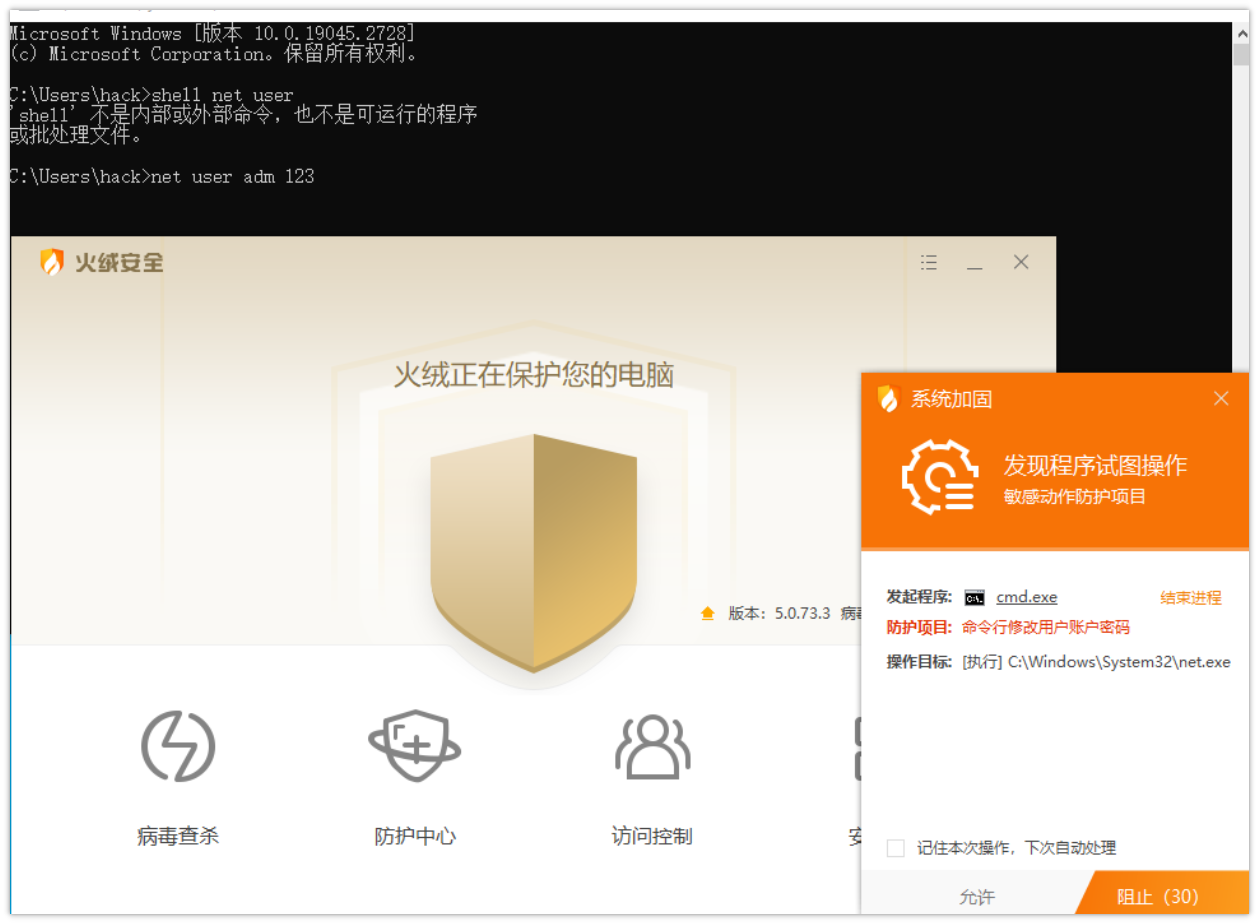 Microsoft Windows [版本 10.0.19045.2728]
(c) Microsoft Corporation。保留所有权利。
C:\Users\hack>shell net user
'shell' 不是内部或外部命令，也不是可运行的程序
或批处理文件。
C:\Users\hack>net user adm 123
火绒安全
火绒正在保护您的电脑
版本：5.0.73.3 病毒
病毒查杀
防护中心
访问控制
系统加固
发现程序试图操作
敏感动作防护项目
发起程序: C:\. cmd.exe 结束进程
防护项目: 命令行修改用户账户密码
操作目标: [执行] C:\Windows\System32\net.exe
记住本次操作，下次自动处理
允许
阻止（30）